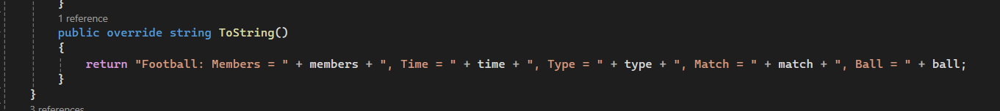 }
1 reference
public override string ToString()
{
return "Football: Members = " + members + ", Time = " + time + ", Type = " + type + ", Match = " + match + ", Ball = " + ball;
}
}
3 references